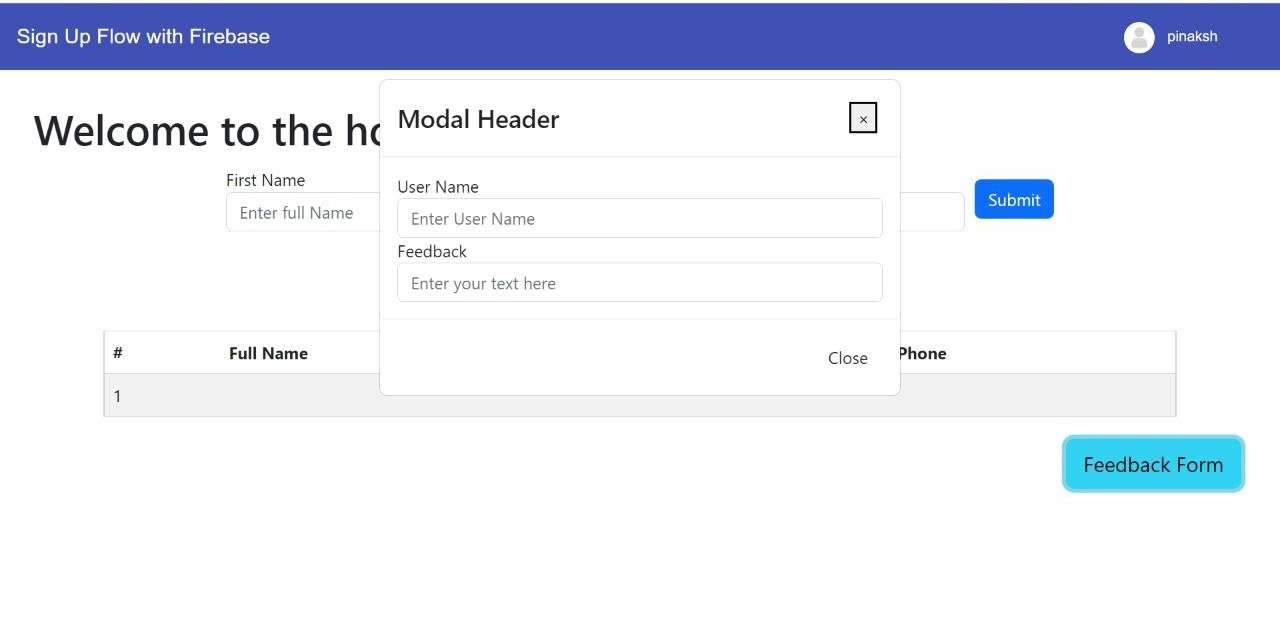 Sign Up Flow with Firebase
pinaksh
Welcome to the
Modal Header
×
First Name
Enter full Name
User Name
Enter User Name
Submit
Feedback
Enter your text here
# Full Name Phone
Close
1
Feedback Form